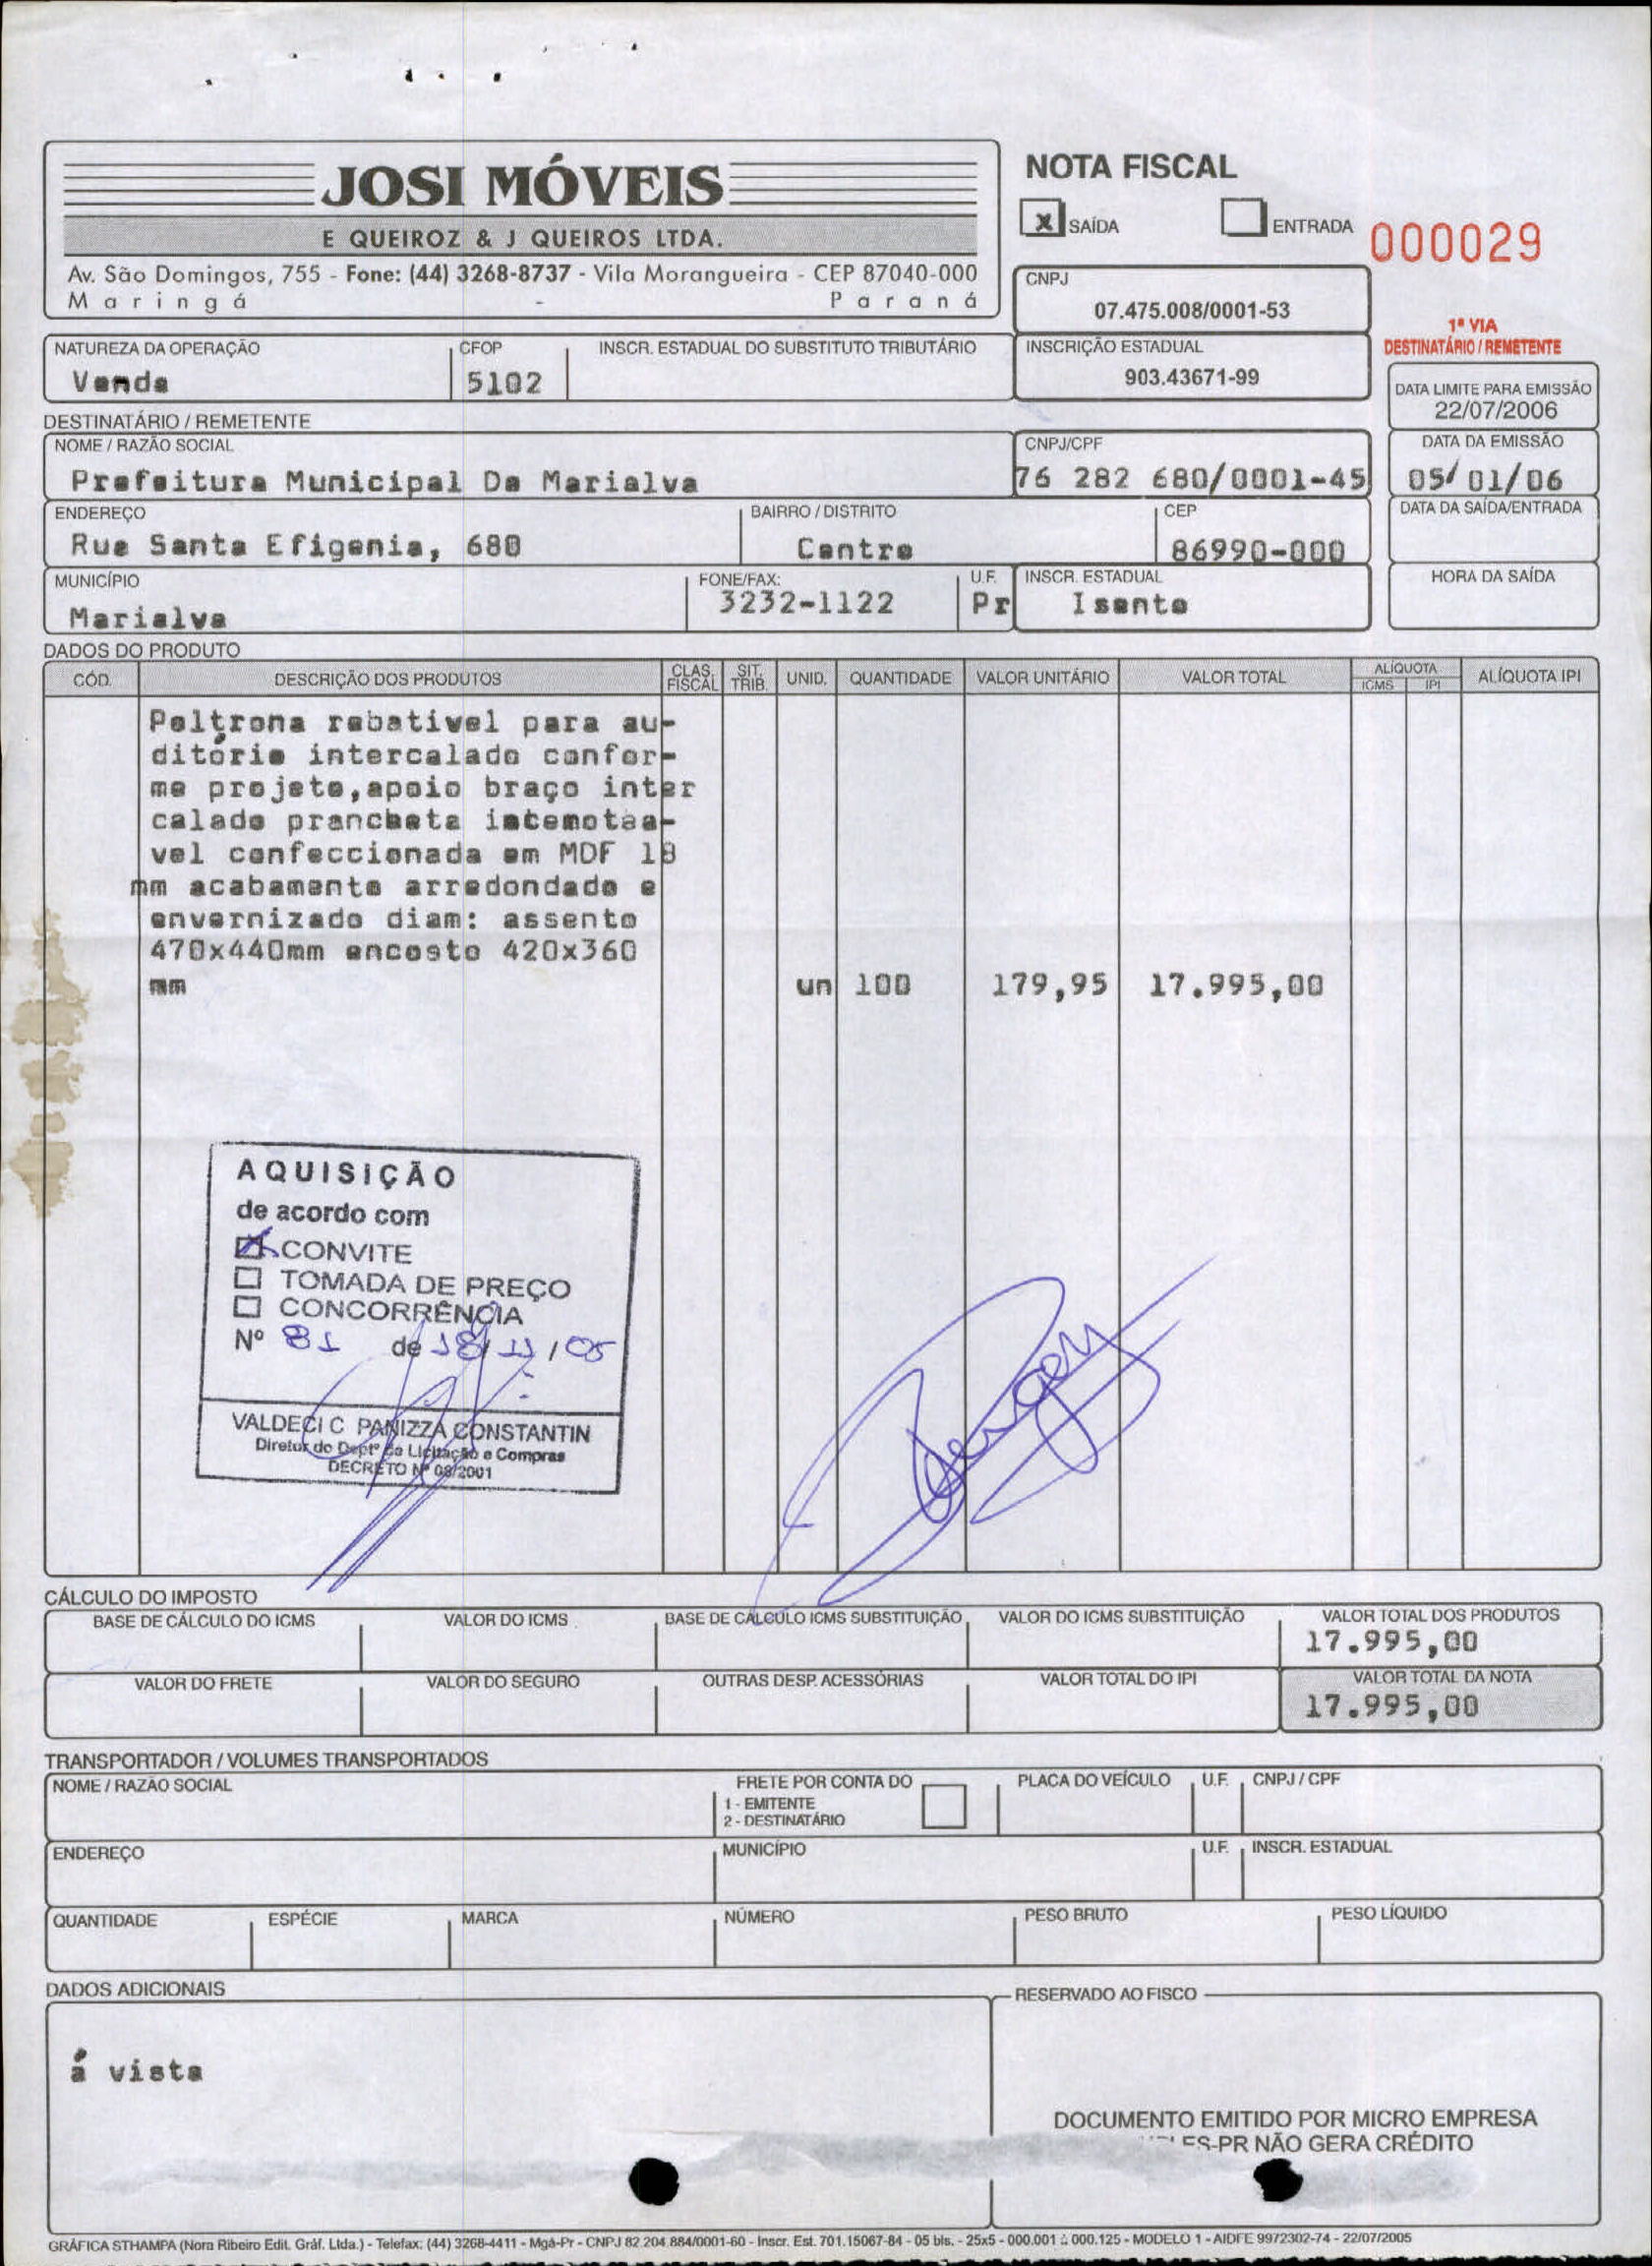 JOSI MÓVEIS
E QUEIROZ & J QUEIROS LTDA.
Av. São Domingos, 755 - Fone: (44) 3268-8737 - Vila Morangueira - CEP 87040-000
Maringá - Paraná
NOTA FISCAL
X SAÍDA ENTRADA
000029
CNPJ
07.475.008/0001-53
1ª VIA
DESTINATÁRIO / REMETENTE
NATUREZA DA OPERAÇÃO CFOP INSCR. ESTADUAL DO SUBSTITUTO TRIBUTÁRIO INSCRIÇÃO ESTADUAL
Venda 5102 903.43671-99
DATA LIMITE PARA EMISSÃO
22/07/2006
DESTINATÁRIO / REMETENTE
NOME / RAZÃO SOCIAL CNPJ/CPF DATA DA EMISSÃO
Prefeitura Municipal De Marialva 76 282 680/0001-45 05/01/06
ENDEREÇO BAIRRO / DISTRITO CEP DATA DA SAÍDA/ENTRADA
Rua Santa Efigenia, 680 Centro 86990-000
MUNICÍPIO FONE/FAX: U.F. INSCR. ESTADUAL HORA DA SAÍDA
Marialva 3232-1122 Pr Isento
DADOS DO PRODUTO
CÓD. DESCRIÇÃO DOS PRODUTOS CLAS. FISCAL SIT. TRIB. UNID. QUANTIDADE VALOR UNITÁRIO VALOR TOTAL ALÍQUOTA ICMS IPI ALÍQUOTA IPI
Poltrona rebativel para au-
ditório intercalado confor-
me projeto,apoio braço inter
calado prancheta
vel confeccionada em MDF 18
mm acabamento arredondado e
envernizado diam: assento
470x440mm encosto 420x360
mm un 100 179,95 17.995,00
AQUISIÇÃO
de acordo com
CONVITE
TOMADA DE PREÇO
CONCORRÊNCIA
Nº 81 de 18/11/05
VALDECI C PANIZZA CONSTANTIN
Diretor do Deptº de Licitação e Compras
DECRETO Nº 08/2001
CÁLCULO DO IMPOSTO
BASE DE CÁLCULO DO ICMS VALOR DO ICMS BASE DE CÁLCULO ICMS SUBSTITUIÇÃO VALOR DO ICMS SUBSTITUIÇÃO VALOR TOTAL DOS PRODUTOS
17.995,00
VALOR DO FRETE VALOR DO SEGURO OUTRAS DESP. ACESSÓRIAS VALOR TOTAL DO IPI VALOR TOTAL DA NOTA
17.995,00
TRANSPORTADOR / VOLUMES TRANSPORTADOS
NOME / RAZÃO SOCIAL FRETE POR CONTA DO PLACA DO VEÍCULO U.F. CNPJ / CPF
1 - EMITENTE
2 - DESTINATÁRIO
ENDEREÇO MUNICÍPIO U.F. INSCR. ESTADUAL
QUANTIDADE ESPÉCIE MARCA NÚMERO PESO BRUTO PESO LÍQUIDO
DADOS ADICIONAIS RESERVADO AO FISCO
á vista
DOCUMENTO EMITIDO POR MICRO EMPRESA
ES-PR NÃO GERA CRÉDITO
GRÁFICA STHAMPA (Nora Ribeiro Edit. Gráf. Ltda.) - Telefax: (44) 3268-4411 - Mgá-Pr - CNPJ 82.204.884/0001-60 - Inscr. Est. 701.15067-84 - 05 bls. - 25x5 - 000.001 à 000.125 - MODELO 1 - AIDFE 9972302-74 - 22/07/2005